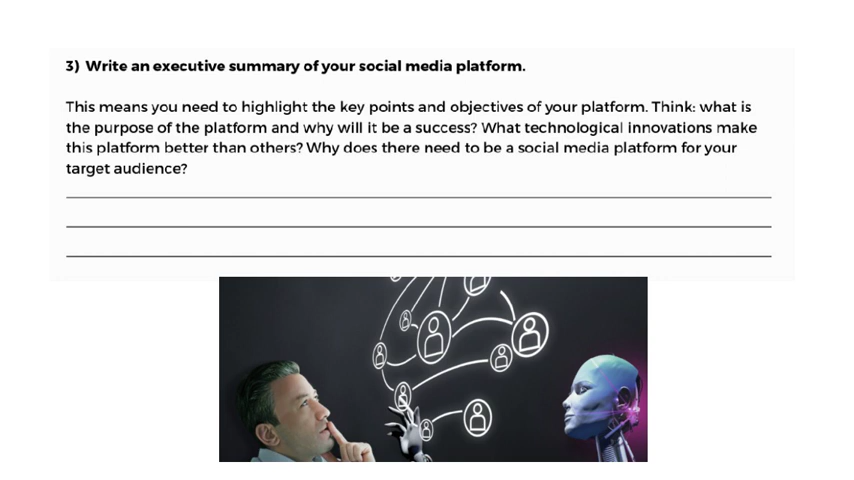 3) Write an executive summary of your social media platform.
This means you need to highlight the key points and objectives of your platform. Think: what is
the purpose of the platform and why will it be a success? What technological innovations make
this platform better than others? Why does there need to be a social media platform for your
target audience?